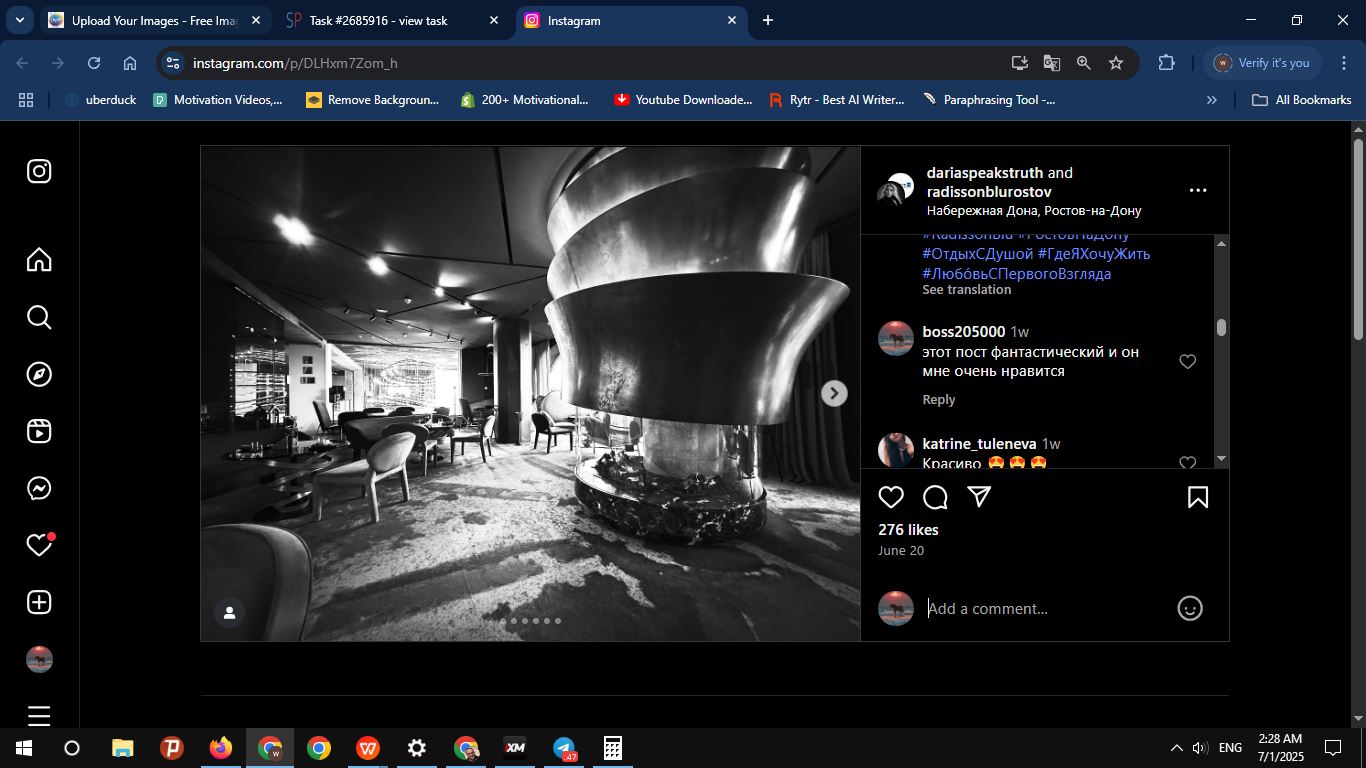 Upload Your Images - Free Imag
Task #2685916 - view task
Instagram
instagram.com/p/DLHxm7Zom_h
Verify it's you
uberduck
Motivation Videos,...
Remove Backgroun...
200+ Motivational...
Youtube Downloade...
Rytr - Best AI Writer...
Paraphrasing Tool -...
All Bookmarks
dariaspeakstruth and
radissonblurostov
Набережная Дона, Ростов-на-Дону
#RadissonBlu #РостовНаДону
#ОтдыхСДушой #ГдеЯХочуЖить
#ЛюбовьСПервогоВзгляда
See translation
boss205000 1w
этот пост фантастический и он
мне очень нравится
Reply
katrine_tuleneva 1w
Красиво 😍 😍 😍
276 likes
June 20
Add a comment...
ENG
2:28 AM
7/1/2025